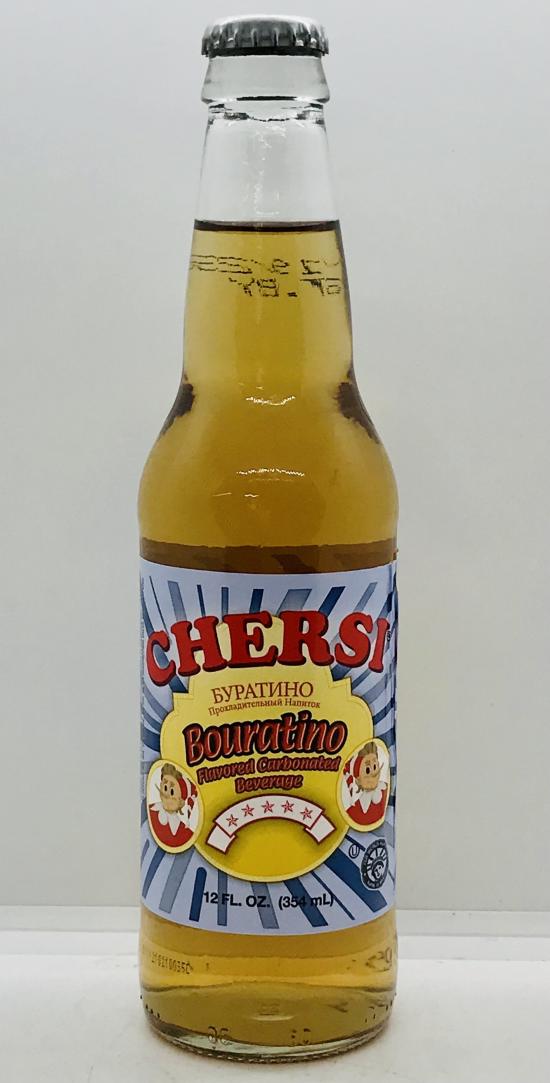 CHERSI®
БУРАТИНО
Прохладительный Напиток
Bouratino
Flavored Carbonated
Beverage
U
12 FL. OZ. (354 mL)